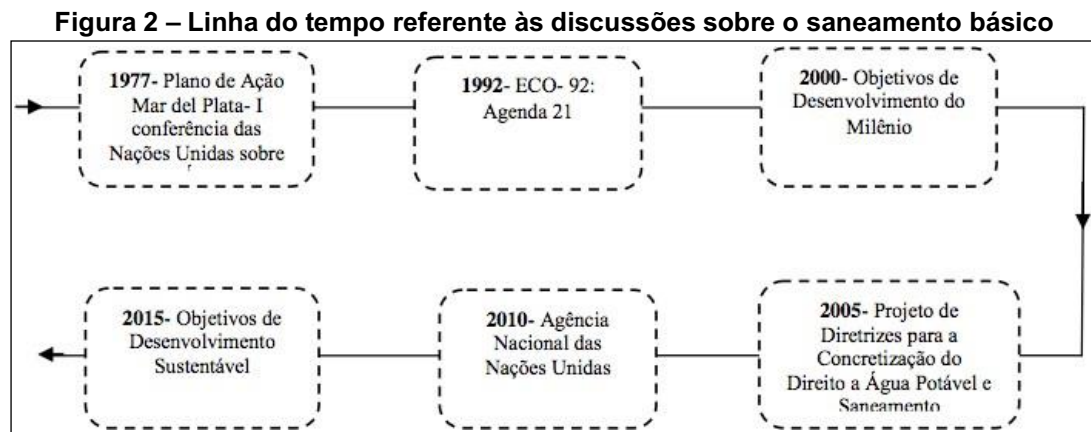 Figura 2 – Linha do tempo referente às discussões sobre o saneamento básico
1977- Plano de Ação
Mar del Plata- I
conferência das
Nações Unidas sobre
1992- ECO- 92:
Agenda 21
2000- Objetivos de
Desenvolvimento do
Milênio
2015- Objetivos de
Desenvolvimento
Sustentável
2010- Agência
Nacional das
Nações Unidas
2005- Projeto de
Diretrizes para a
Concretização do
Direito a Água Potável e
Saneamento